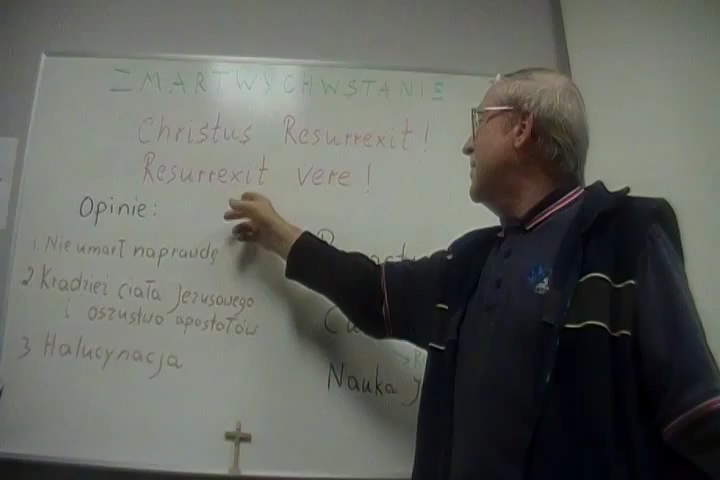 ZMARTWYCHWSTANIE
Christus Resurrexit!
Resurrexit vere!
Opinie:
1. Nie umarł naprawdę
2 Kradzież ciała Jezusowego
i oszustwo apostołów
3 Halucynacja
Nauka